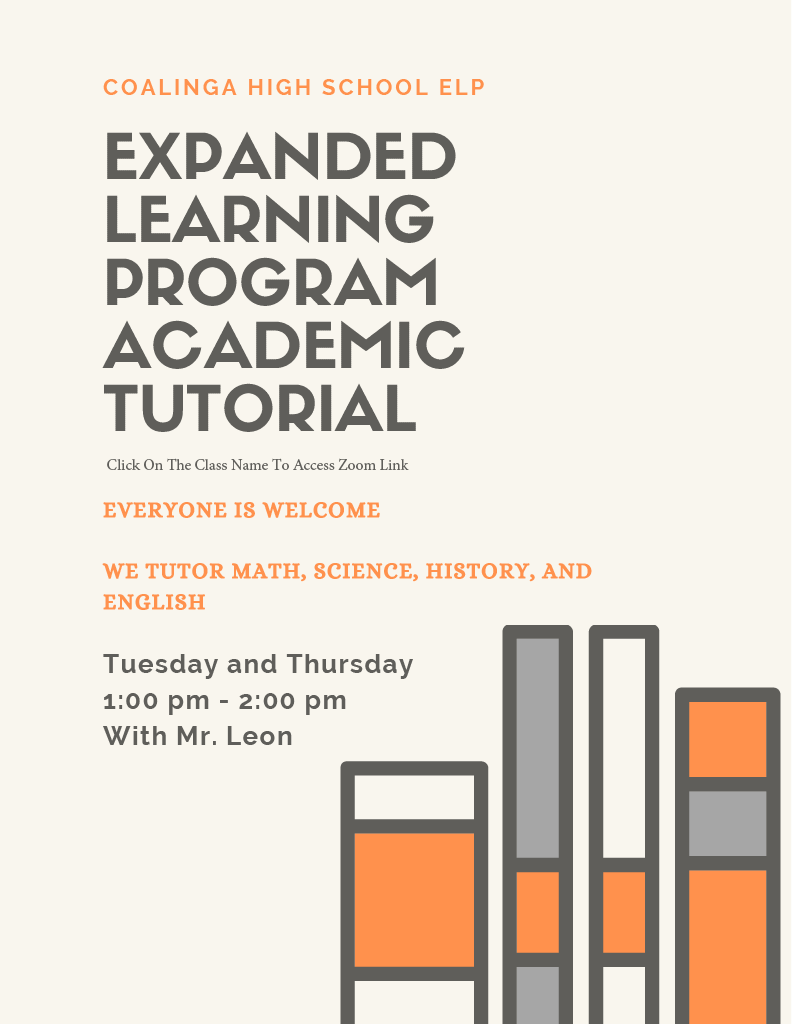 COALINGA HIGH SCHOOL ELP
EXPANDED
LEARNING
PROGRAM
ACADEMIC
TUTORIAL
Click On The Class Name To Access Zoom Link
EVERYONE IS WELCOME
WE TUTOR MATH, SCIENCE, HISTORY, AND
ENGLISH
Tuesday and Thursday
1:00 pm - 2:00 pm
With Mr. Leon